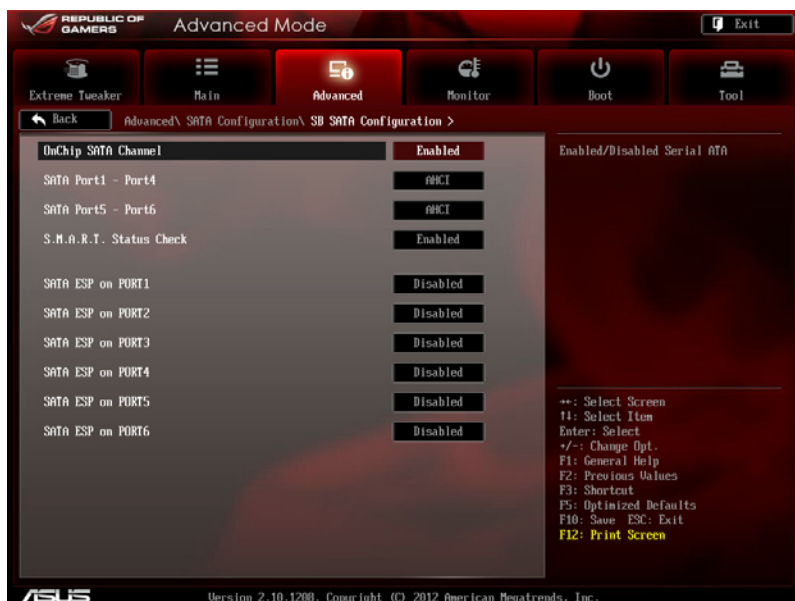 REPUBLIC OF
GAMERS
Advanced Mode
Exit
Extreme Tweaker
Main
Advanced
Monitor
Boot
Tool
Back
Advanced\ SATA Configuration\ SB SATA Configuration >
OnChip SATA Channel Enabled
SATA Port1 - Port4 AHCI
SATA Port5 - Port6 AHCI
S.M.A.R.T. Status Check Enabled
SATA ESP on PORT1 Disabled
SATA ESP on PORT2 Disabled
SATA ESP on PORT3 Disabled
SATA ESP on PORT4 Disabled
SATA ESP on PORT5 Disabled
SATA ESP on PORT6 Disabled
Enabled/Disabled Serial ATA
→←: Select Screen
↑↓: Select Item
Enter: Select
+/-: Change Opt.
F1: General Help
F2: Previous Values
F3: Shortcut
F5: Optimized Defaults
F10: Save ESC: Exit
F12: Print Screen
ASUS
Version 2.10.1208. Copyright (C) 2012 American Megatrends, Inc.